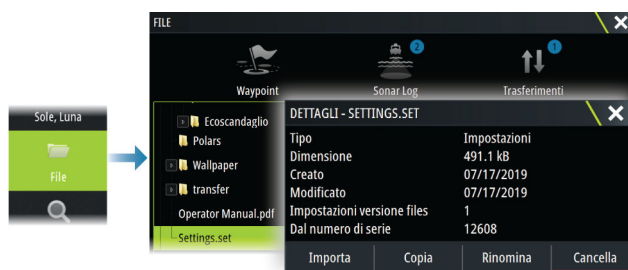 FILE
X
2
1
Waypoint
Sonar Log
Trasferimenti
Sole, Luna
File
Ecoscandaglio
Polars
Wallpaper
transfer
Operator Manual.pdf
Settings.set
DETTAGLI - SETTINGS.SET
X
Tipo Impostazioni
Dimensione 491.1 kB
Creato 07/17/2019
Modificato 07/17/2019
Impostazioni versione files 1
Dal numero di serie 12608
Importa Copia Rinomina Cancella